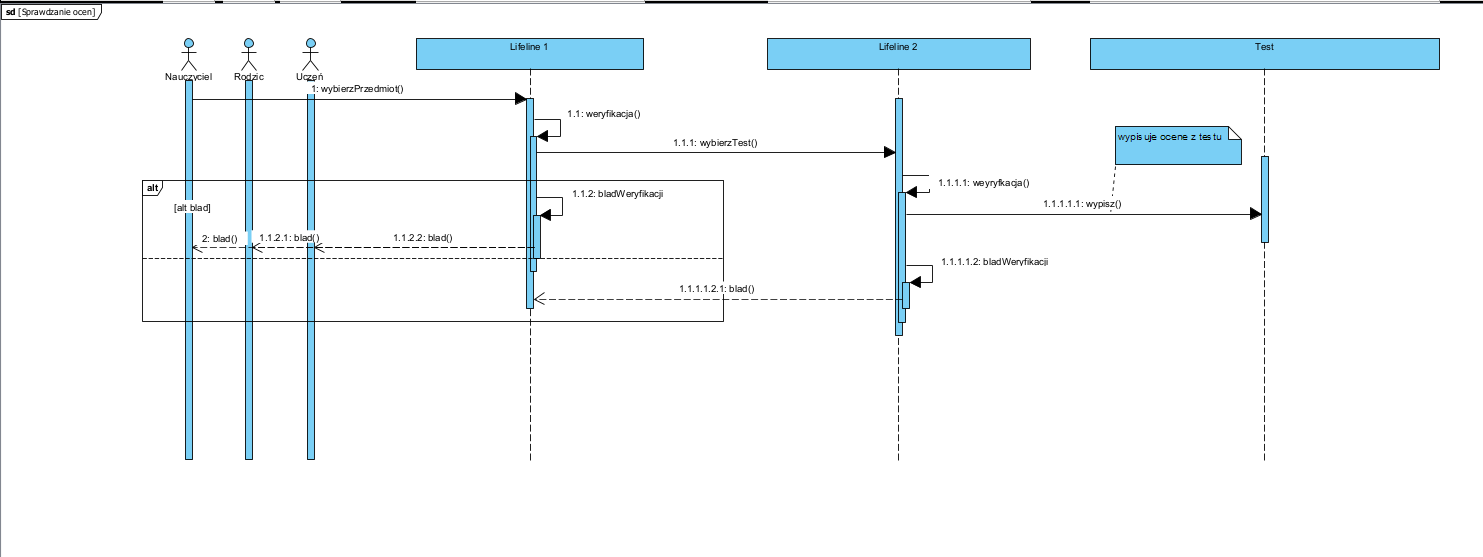 sd [Sprawdzanie ocen]
Nauczyciel
Rodzic
Uczeń
Lifeline 1
Lifeline 2
Test
1: wybierzPrzedmiot()
1.1: weryfikacja()
wypisuje ocene z testu
1.1.1: wybierzTest()
alt
[alt blad]
1.1.2: bladWeryfikacji
1.1.1.1: weyryfkacja()
1.1.1.1.1: wypisz()
2: blad()
1.1.2.1: blad()
1.1.2.2: blad()
1.1.1.1.2: bladWeryfikacji
1.1.1.1.2.1: blad()